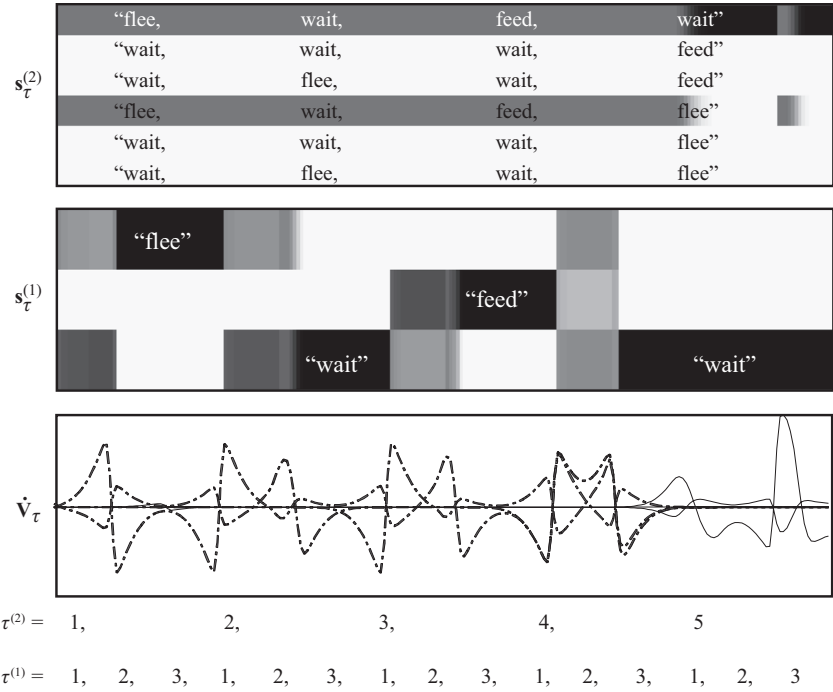 “flee, wait, feed, wait”
“wait, wait, wait, feed”
s_τ^(2) “wait, flee, wait, feed”
“flee, wait, feed, flee”
“wait, wait, wait, flee”
“wait, flee, wait, flee”
“flee”
s_τ^(1) “feed”
“wait” “wait”
V̇_τ
τ^(2) = 1, 2, 3, 4, 5
τ^(1) = 1, 2, 3, 1, 2, 3, 1, 2, 3, 1, 2, 3, 1, 2, 3